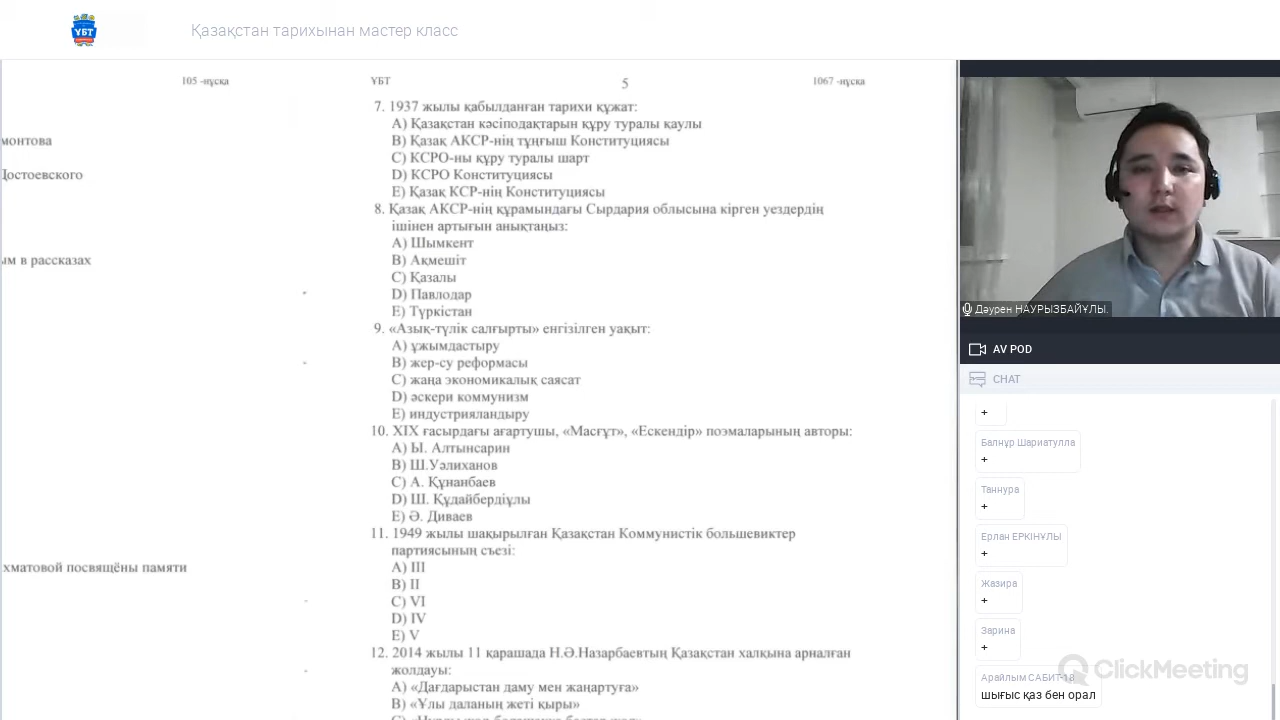 ҰБТ
Қазақстан тарихынан мастер класс
105 -нұсқа
монтова
Достоевского
ым в рассказах
хматовой посвящёны памяти
ҰБТ
5
1067 -нұсқа
7. 1937 жылы қабылданған тарихи құжат:
A) Қазақстан кәсіподақтарын құру туралы қаулы
B) Қазақ АКСР-нің тұңғыш Конституциясы
C) КСРО-ны құру туралы шарт
D) КСРО Конституциясы
E) Қазақ КСР-нің Конституциясы
8. Қазақ АКСР-нің құрамындағы Сырдария облысына кірген уездердің
ішінен артығын анықтаңыз:
A) Шымкент
B) Ақмешіт
C) Қазалы
D) Павлодар
E) Түркістан
9. «Азық-түлік салғырты» енгізілген уақыт:
A) ұжымдастыру
B) жер-су реформасы
C) жаңа экономикалық саясат
D) әскери коммунизм
E) индустрияландыру
10. XIX ғасырдағы ағартушы, «Масғұт», «Ескендір» поэмаларының авторы:
A) Ы. Алтынсарин
B) Ш.Уәлиханов
C) А. Құнанбаев
D) Ш. Құдайбердіұлы
E) Ә. Диваев
11. 1949 жылы шақырылған Қазақстан Коммунистік большевиктер
партиясының съезі:
A) III
B) II
C) VI
D) IV
E) V
12. 2014 жылы 11 қарашада Н.Ә.Назарбаевтың Қазақстан халқына арналған
жолдауы:
A) «Дағдарыстан даму мен жаңартуға»
B) «Ұлы даланың жеті қыры»
Дәурен НАУРЫЗБАЙҰЛЫ.
AV POD
CHAT
+
Балнұр Шариатулла
+
Таннура
+
Ерлан ЕРКІНҰЛЫ
+
Жазира
+
Зарина
+
Арайлым САБИТ-18
шығыс қаз бен орал
ClickMeeting